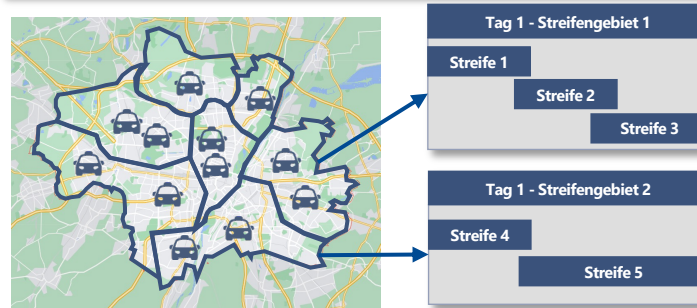 Tag 1 - Streifengebiet 1
Streife 1
Streife 2
Streife 3
Tag 1 - Streifengebiet 2
Streife 4
Streife 5